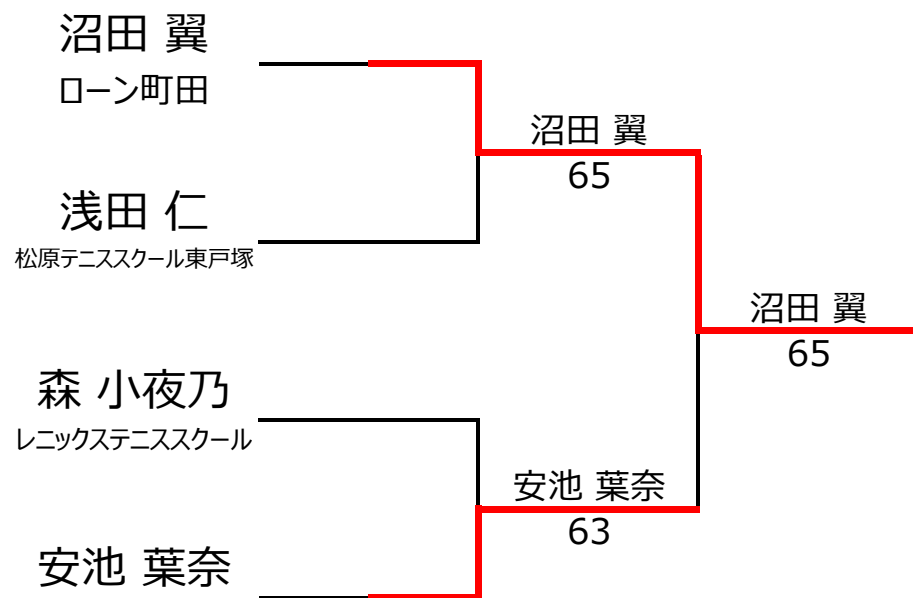 沼田 翼
ローン町田
沼田 翼
65
浅田 仁
松原テニススクール東戸塚
沼田 翼
65
森 小夜乃
レニックステニススクール
安池 葉奈
63
安池 葉奈